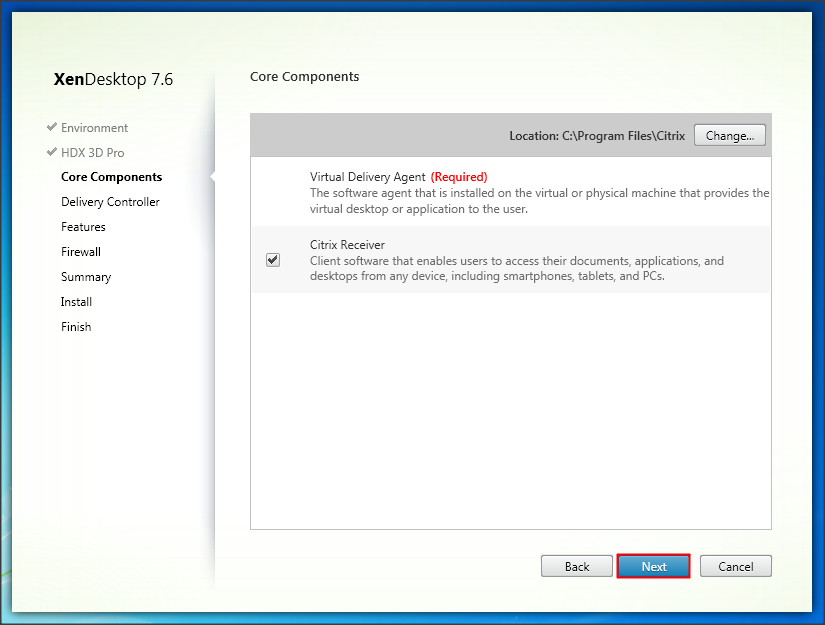 XenDesktop 7.6
Environment
HDX 3D Pro
Core Components
Delivery Controller
Features
Firewall
Summary
Install
Finish
Core Components
Location: C:\Program Files\Citrix
Change...
Virtual Delivery Agent (Required)
The software agent that is installed on the virtual or physical machine that provides the
virtual desktop or application to the user.
Citrix Receiver
Client software that enables users to access their documents, applications, and
desktops from any device, including smartphones, tablets, and PCs.
Back
Next
Cancel